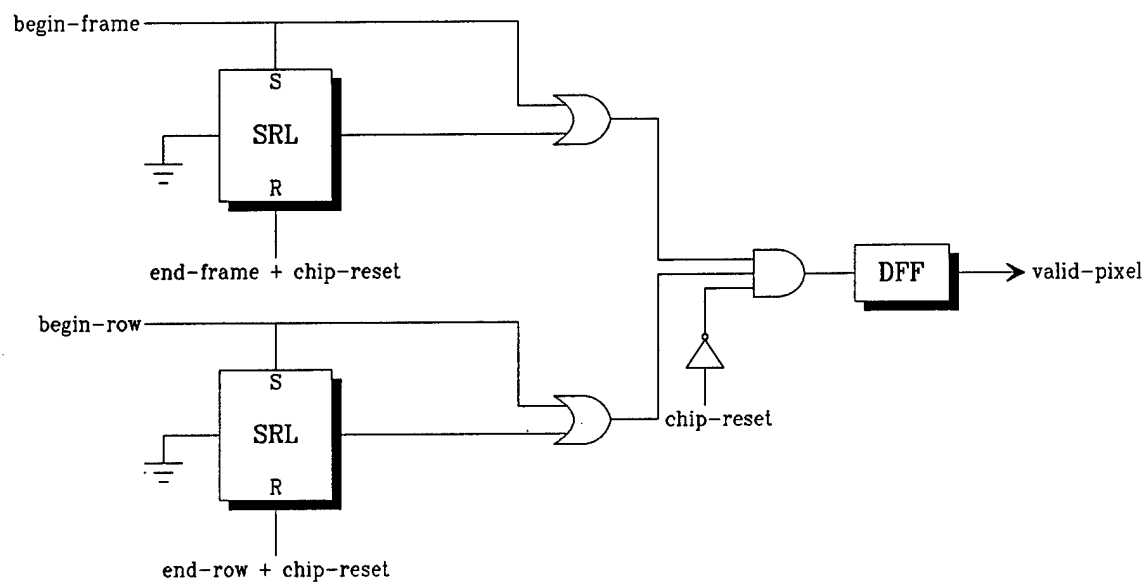 begin-frame
S
SRL
R
end-frame + chip-reset
DFF
valid-pixel
begin-row
S
SRL
R
chip-reset
end-row + chip-reset